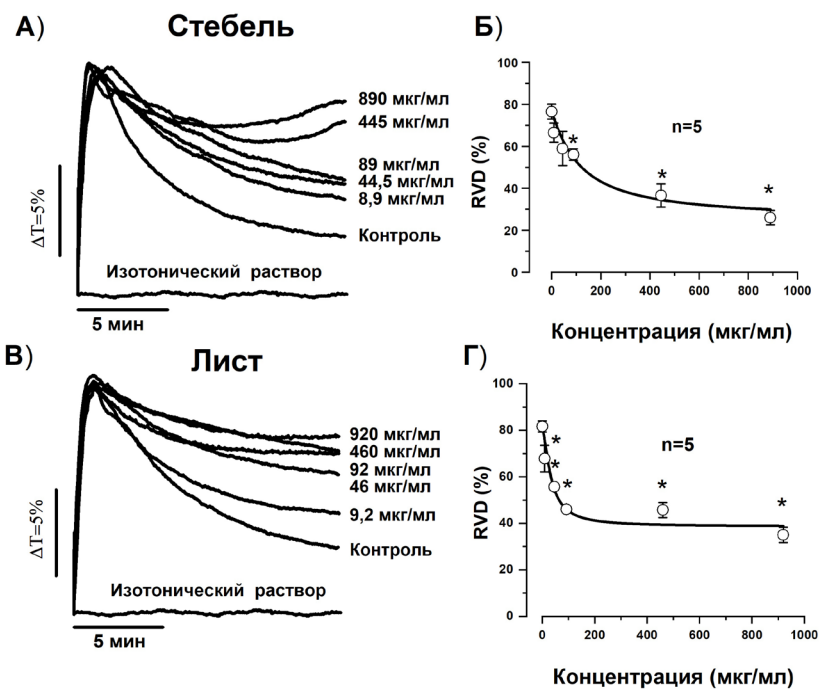 А)
Стебель
890 мкг/мл
445 мкг/мл
89 мкг/мл
44,5 мкг/мл
8,9 мкг/мл
Контроль
ΔT=5%
Изотонический раствор
5 мин
Б)
100
80
60
40
20
0
RVD (%)
n=5
*
*
*
0
200
400
600
800
1000
Концентрация (мкг/мл)
В)
Лист
920 мкг/мл
460 мкг/мл
92 мкг/мл
46 мкг/мл
9,2 мкг/мл
Контроль
ΔT=5%
Изотонический раствор
5 мин
Г)
100
80
60
40
20
0
RVD (%)
n=5
*
*
*
*
*
0
200
400
600
800
1000
Концентрация (мкг/мл)